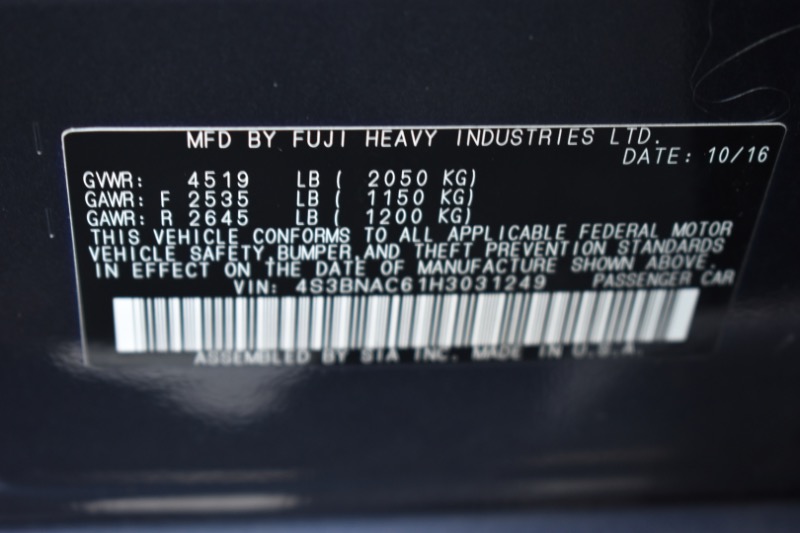 MFD BY FUJI HEAVY INDUSTRIES LTD.
DATE: 10/16
GVWR: 4519 LB ( 2050 KG)
GAWR: F 2535 LB ( 1150 KG)
GAWR: R 2645 LB ( 1200 KG)
THIS VEHICLE CONFORMS TO ALL APPLICABLE FEDERAL MOTOR
VEHICLE SAFETY,BUMPER,AND THEFT PREVENTION STANDARDS
IN EFFECT ON THE DATE OF MANUFACTURE SHOWN ABOVE.
VIN: 4S3BNAC61H3031249 PASSENGER CAR
ASSEMBLED BY SIA INC. MADE IN U.S.A.